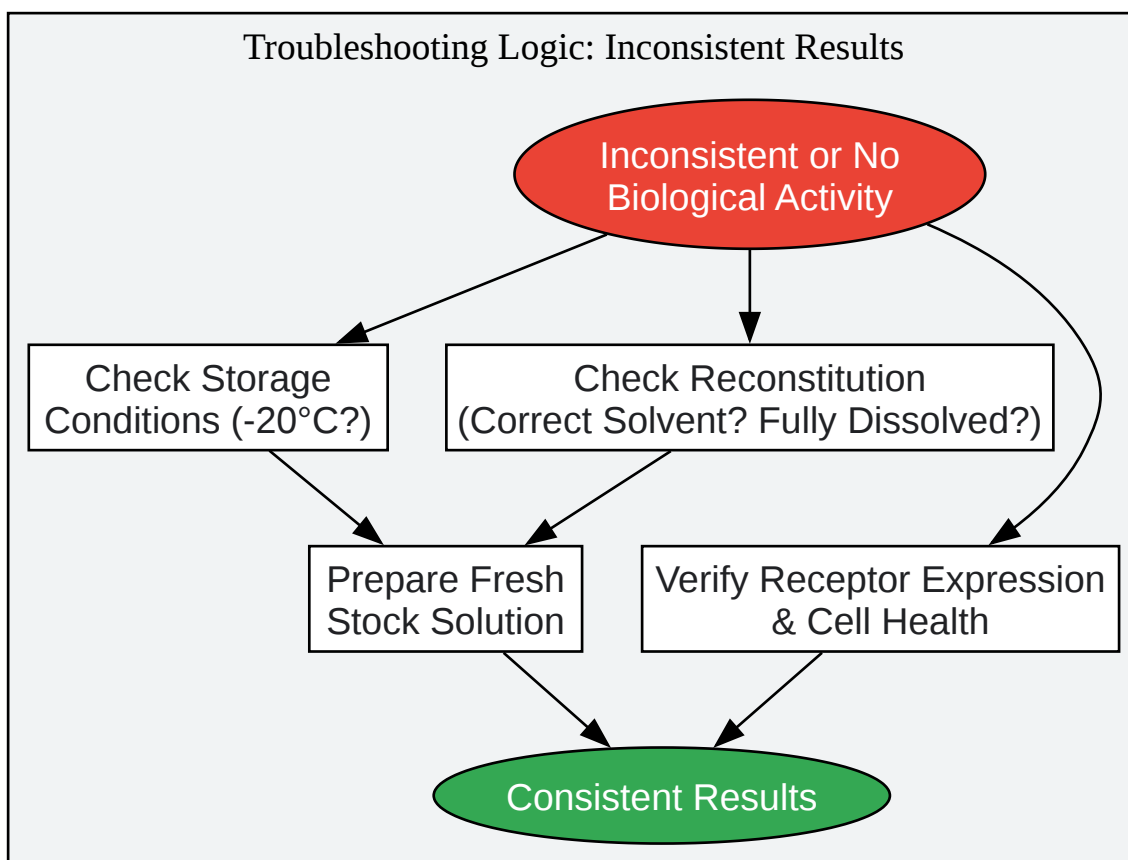 Troubleshooting Logic: Inconsistent Results
Inconsistent or No
Biological Activity
Check Storage
Conditions (-20°C?)
Check Reconstitution
(Correct Solvent? Fully Dissolved?)
Prepare Fresh
Stock Solution
Verify Receptor Expression
& Cell Health
Consistent Results